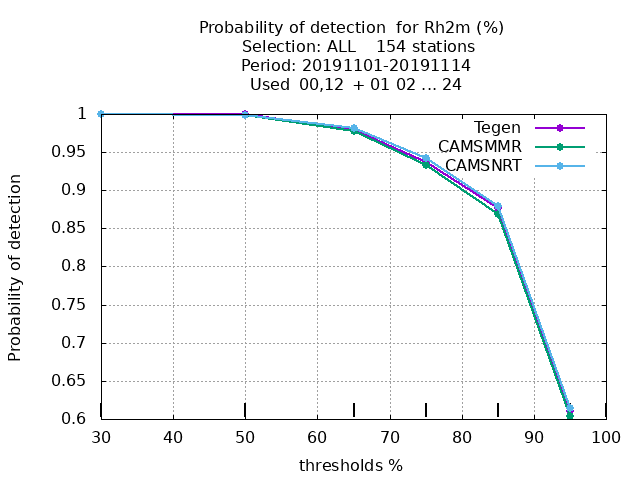 Probability of detection  for Rh2m (%)
Selection: ALL    154 stations
Period: 20191101-20191114
Used  00,12  + 01 02 ... 24
1
Tegen
CAMSMMR
CAMSNRT
0.95
0.9
0.85
0.8
0.75
0.7
0.65
0.6
Probability of detection
30 40 50 60 70 80 90 100
thresholds %